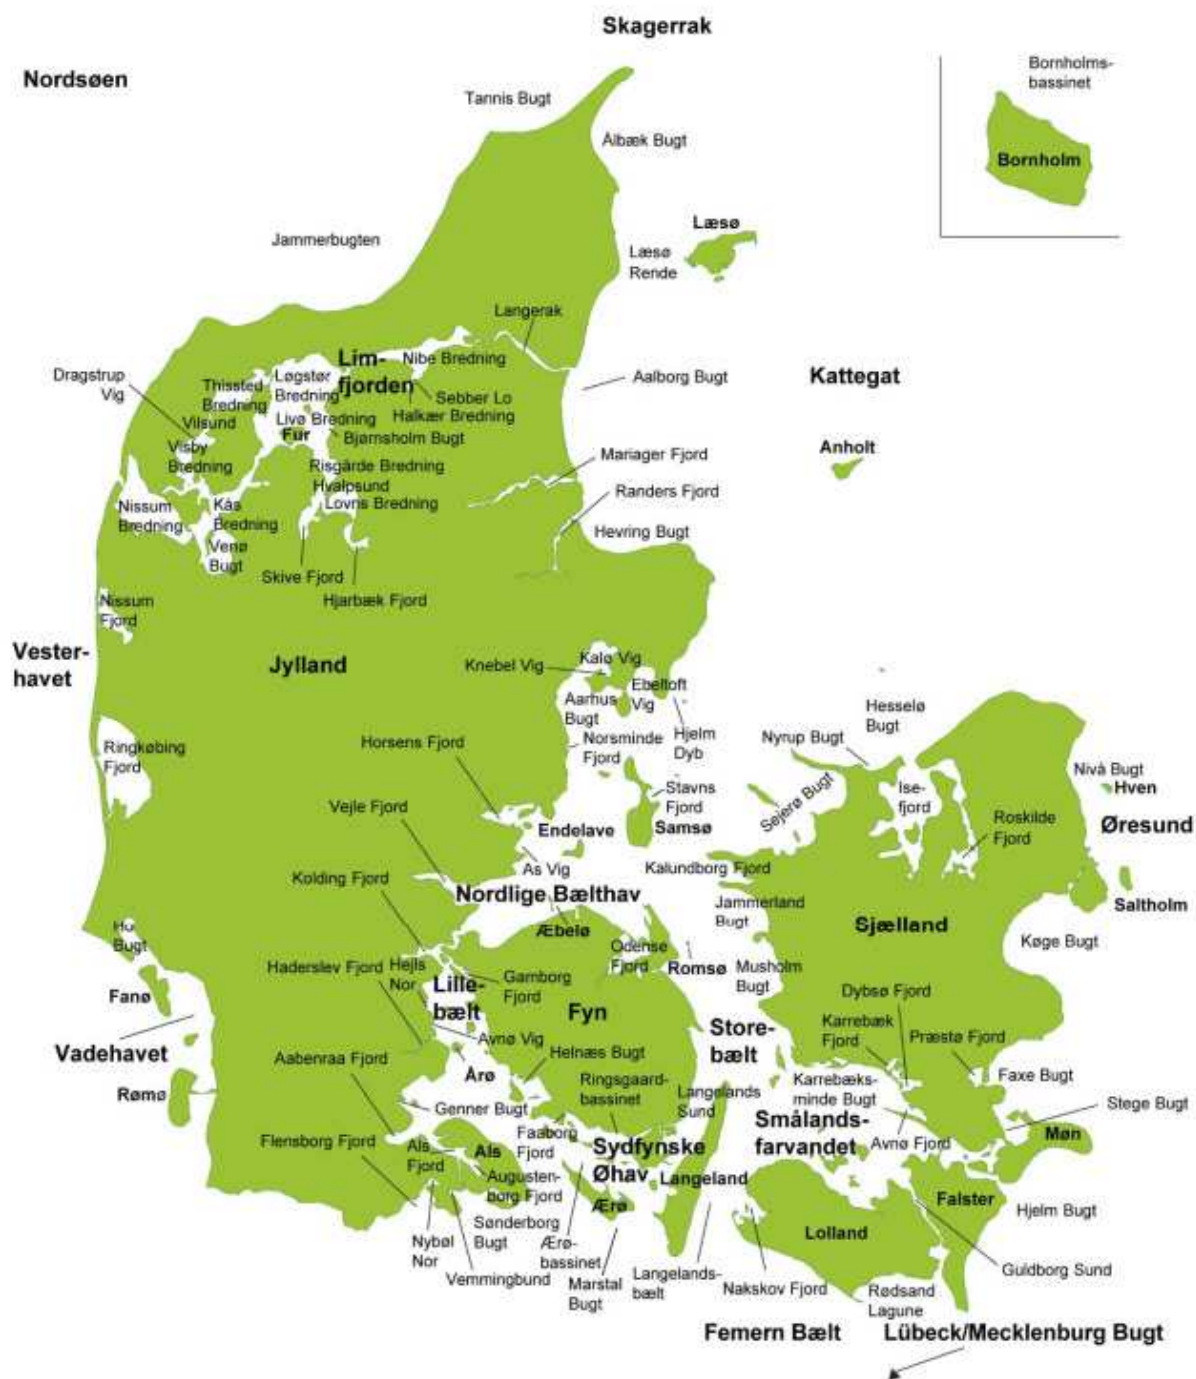 Skagerrak
Nordsøen
Bornholms-
bassinet
Tannis Bugt
Ålbæk Bugt
Bornholm
Læsø
Jammerbugten
Læsø
Rende
Langerak
Lim-
fjorden
Nibe Bredning
Dragstrup
Vig
Thissted
Bredning
Løgstør
Bredning
Aalborg Bugt
Kattegat
Sebber Lo
Halkær Bredning
Vilsund
Livø Bredning
Fur
Bjørnsholm Bugt
Visby
Bredning
Anholt
Mariager Fjord
Risgårde Bredning
Hvalpsund
Lovns Bredning
Randers Fjord
Nissum
Bredning
Kås
Bredning
Hevring Bugt
Venø
Bugt
Skive Fjord
Hjarbæk Fjord
Nissum
Fjord
Vester-
havet
Jylland
Knebel Vig
Kalø Vig
Ebeltoft
Vig
Aarhus
Bugt
Hesselø
Bugt
Ringkøbing
Fjord
Horsens Fjord
Norsminde
Fjord
Hjelm
Dyb
Nyrup Bugt
Nivå Bugt
Hven
Stavns
Fjord
Sejerø Bugt
Ise-
fjord
Vejle Fjord
Endelave
Samsø
Roskilde
Fjord
Øresund
As Vig
Kalundborg Fjord
Kolding Fjord
Nordlige Bælthav
Jammerland
Bugt
Saltholm
Sjælland
Ho
Bugt
Æbelø
Odense
Fjord
Køge Bugt
Haderslev Fjord
Hejls
Nor
Gamborg
Fjord
Romsø
Musholm
Bugt
Fanø
Lille-
bælt
Fyn
Dybsø Fjord
Store-
bælt
Karrebæk
Fjord
Præstø Fjord
Vadehavet
Aabenraa Fjord
Avnø Vig
Helnæs Bugt
Årø
Ringsgaard-
bassinet
Langelands
Sund
Karrebæks-
minde Bugt
Faxe Bugt
Rømø
Genner Bugt
Stege Bugt
Smålands-
farvandet
Flensborg Fjord
Als
Fjord
Als
Faaborg
Fjord
Sydfynske
Øhav
Avnø Fjord
Møn
Augusten-
borg Fjord
Langeland
Ærø
Falster
Sønderborg
Bugt
Lolland
Hjelm Bugt
Nybøl
Nor
Ærø-
bassinet
Vemmingbund
Marstal
Bugt
Langelands-
bælt
Nakskov Fjord
Rødsand
Lagune
Guldborg Sund
Femern Bælt
Lübeck/Mecklenburg Bugt